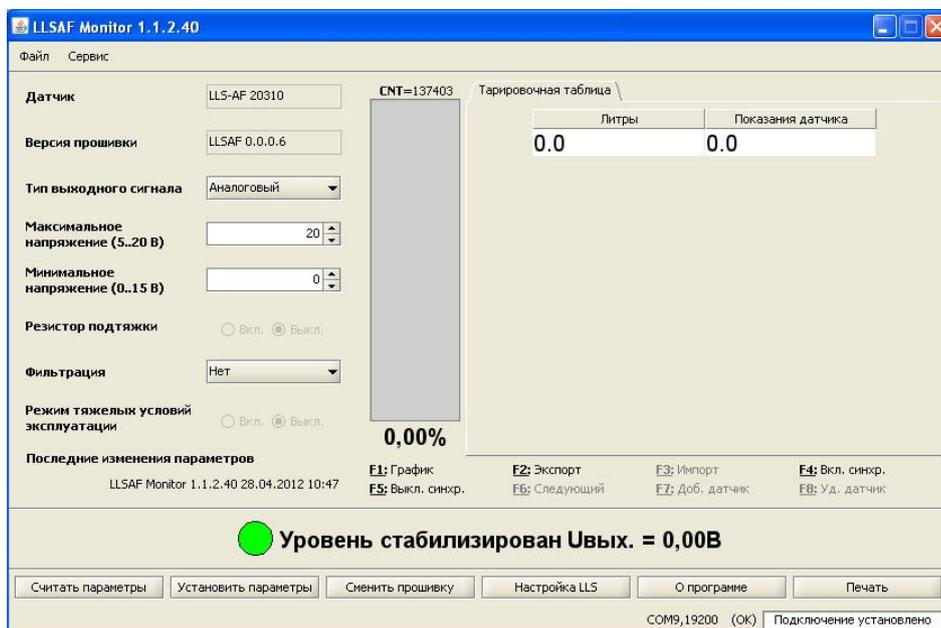 LLSAF Monitor 1.1.2.40
Файл Сервис
Датчик LLS-AF 20310
Версия прошивки LLSAF 0.0.0.6
Тип выходного сигнала Аналоговый
Максимальное
напряжение (5..20 В) 20
Минимальное
напряжение (0..15 В) 0
Резистор подтяжки Вкл. Выкл.
Фильтрация Нет
Режим тяжелых условий
эксплуатации Вкл. Выкл.
Последние изменения параметров
LLSAF Monitor 1.1.2.40 28.04.2012 10:47
CNT=137403
0,00%
Тарировочная таблица
Литры Показания датчика
0.0 0.0
F1: График F2: Экспорт F3: Импорт F4: Вкл. синхр.
F5: Выкл. синхр. F6: Следующий F7: Доб. датчик F8: Уд. датчик
Уровень стабилизирован Uвых. = 0,00В
Считать параметры Установить параметры Сменить прошивку Настройка LLS О программе Печать
COM9,19200 (OK) Подключение установлено